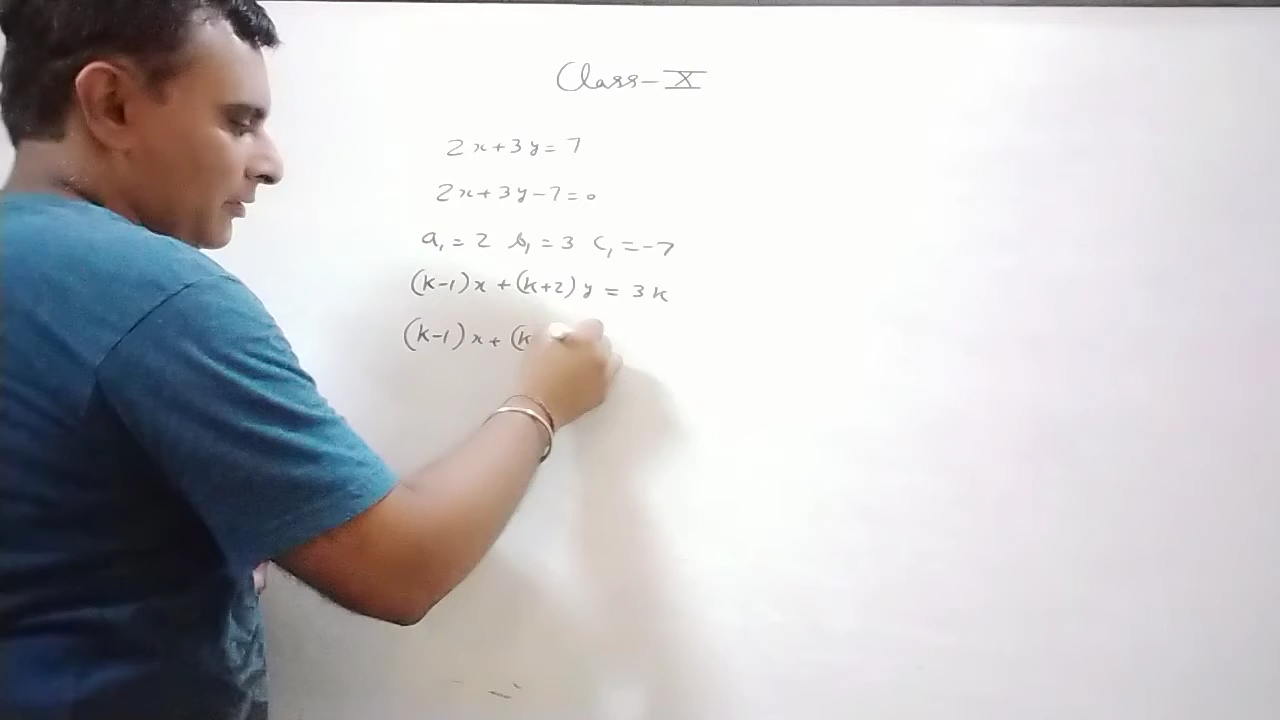 Class-X
2x+3y=7
2x+3y-7=0
a₁=2 b₁=3 c₁=-7
(k-1)x+(k+2)y=3k
(k-1)x+(k